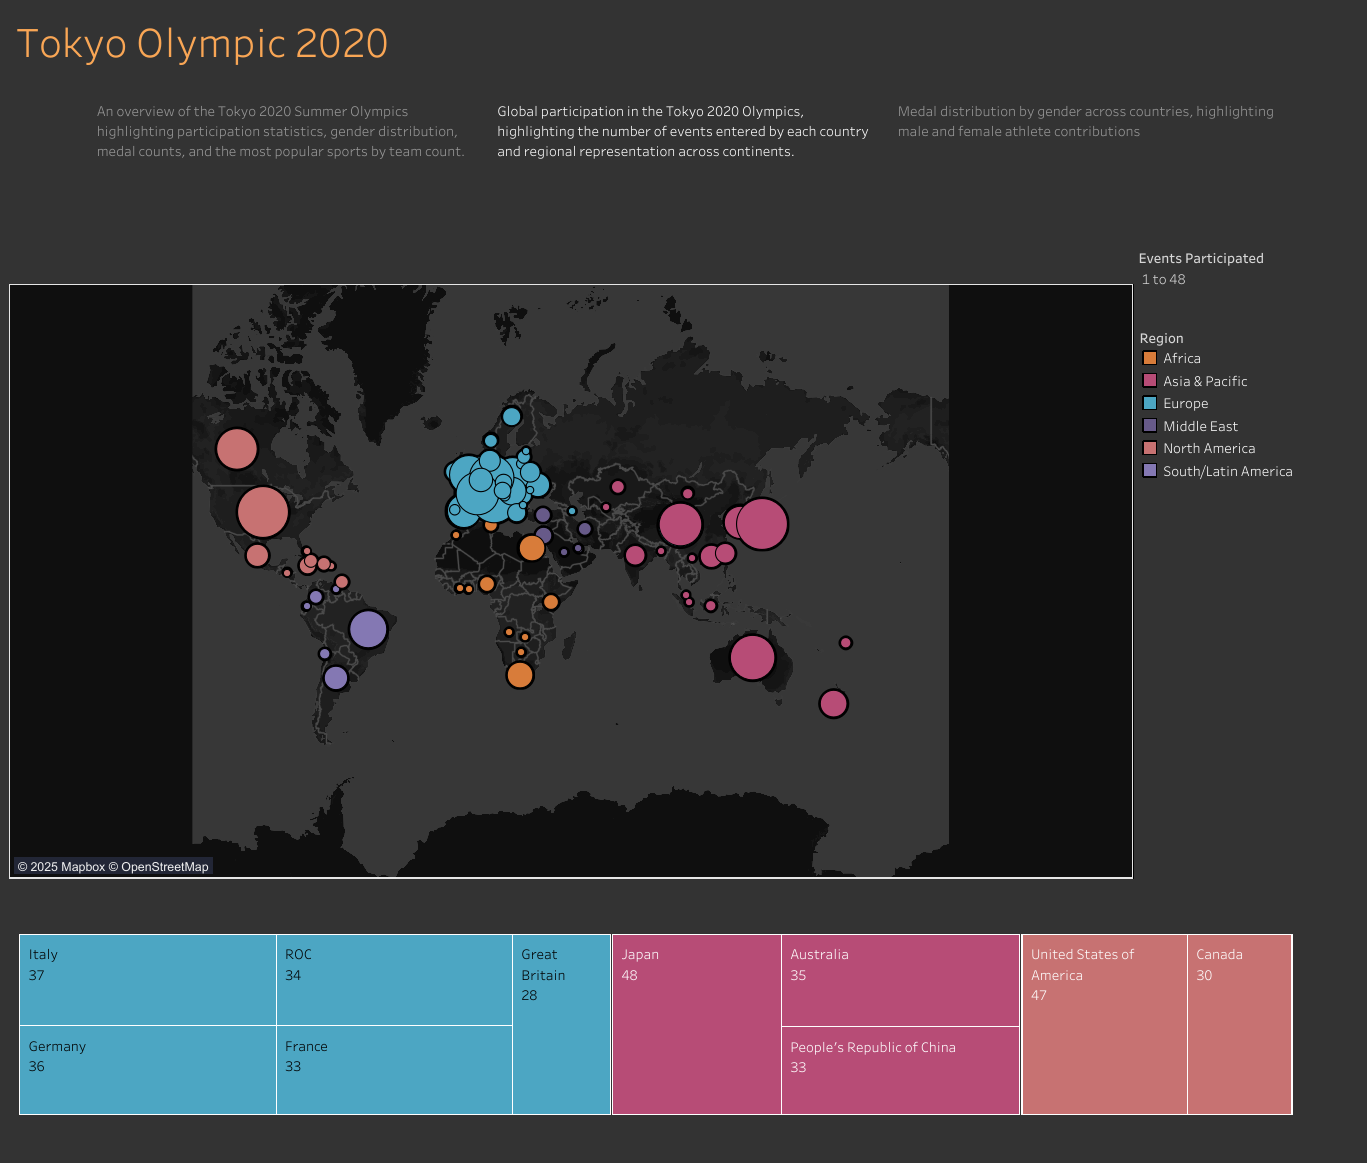 Tokyo Olympic 2020
An overview of the Tokyo 2020 Summer Olympics
highlighting participation statistics, gender distribution,
medal counts, and the most popular sports by team count.
Global participation in the Tokyo 2020 Olympics,
highlighting the number of events entered by each country
and regional representation across continents.
Medal distribution by gender across countries, highlighting
male and female athlete contributions
Events Participated
1 to 48
Region
Africa
Asia & Pacific
Europe
Middle East
North America
South/Latin America
© 2025 Mapbox © OpenStreetMap
Italy
37
ROC
34
Great
Britain
28
Germany
36
France
33
Japan
48
Australia
35
People's Republic of China
33
United States of
America
47
Canada
30